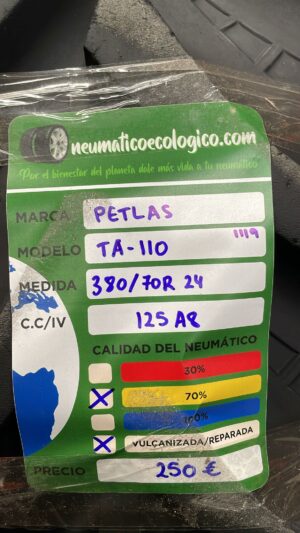 neumaticoecologico.com
Por el bienestar del planeta dale más vida a tu neumático
MARCA PETLAS
MODELO TA-110 1119
MEDIDA 380/70R 24
C.C/IV 125 A8
CALIDAD DEL NEUMÁTICO
30%
X 70%
100%
X VULCANIZADA/REPARADA
PRECIO 250 €